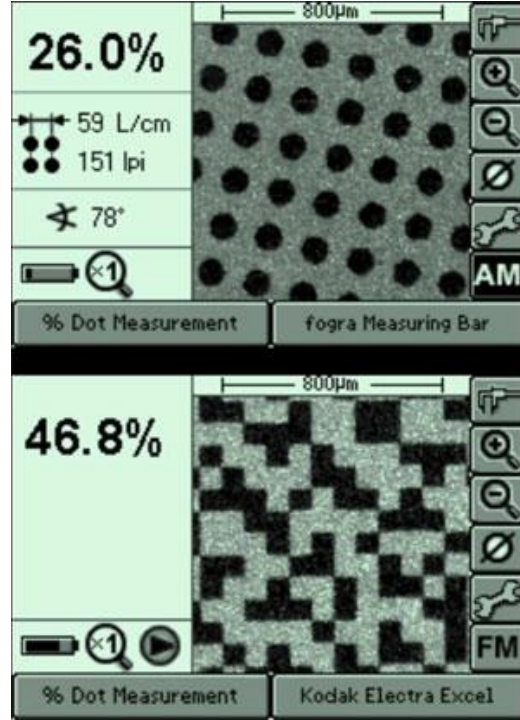 800µm
26.0%
59 L/cm
151 lpi
78°
×1
AM
% Dot Measurement
fogra Measuring Bar
800µm
46.8%
×1
FM
% Dot Measurement
Kodak Electra Excel